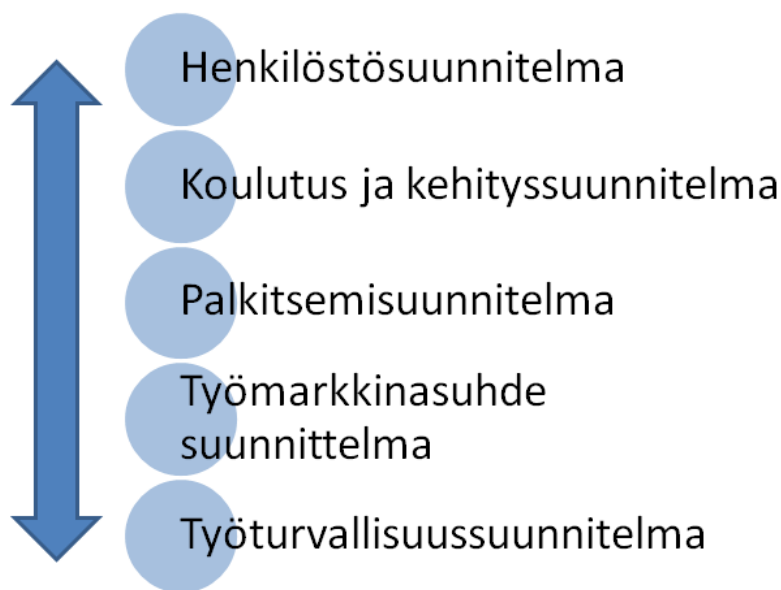 Henkilöstösuunnitelma
Koulutus ja kehityssuunnitelma
Palkitsemisuunnitelma
Työmarkkinasuhde
suunnittelma
Työturvallisuussuunnitelma